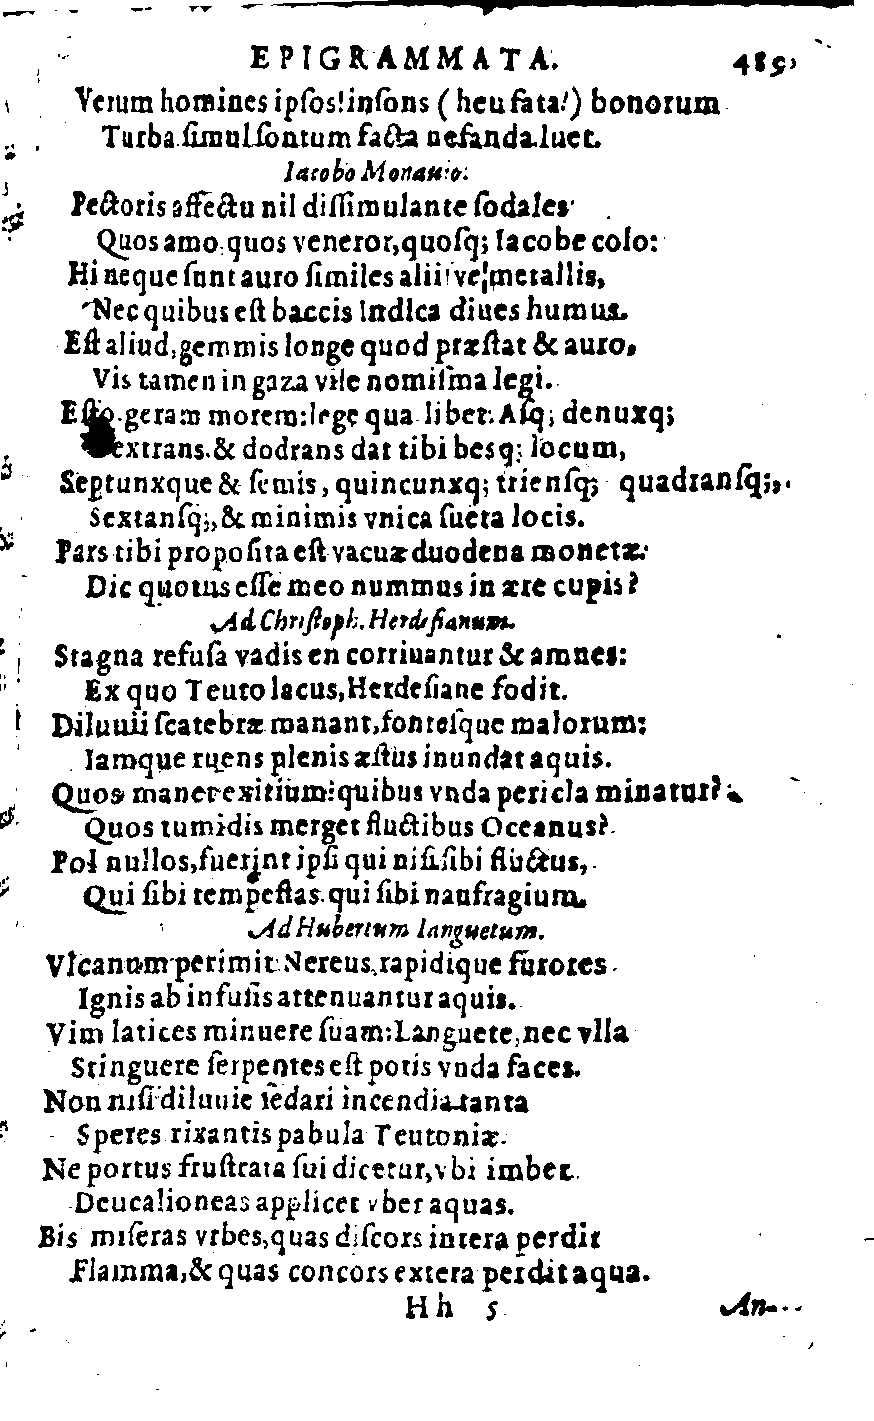 EPIGRAMMATA. 489
Verum homines ipſos! inſons (heu fata!) bonorum
Turba ſimul ſontum facta nefanda luet.
Iacobo Monauio.
Pectoris affectu nil diſſimulante ſodales
Quos amo quos veneror, quoſq; Iacobe colo:
Hi neque ſunt auro ſimiles aliiſve metallis,
Nec quibus eſt baccis Indica diues humus.
Eſt aliud, gemmis longe quod præſtat & auro,
Vis tamen in gaza vile nomiſma legi.
Eſto geram morem: lege qua libet: Aſq; denuxq;
extrans & dodrans dat tibi besq; locum,
Septunxque & ſemis, quincunxq; trienſq; quadranſq;,
Sextanſq;, & minimis vnica ſueta locis.
Pars tibi propoſita eſt vacuæ duodena monetæ:
Dic quotus eſſe meo nummus in ære cupis?
Ad Chriſtoph. Herdeſianum.
Stagna refuſa vadis en corriuantur & amnes:
Ex quo Teuto lacus, Herdeſiane fodit.
Diluuii ſcatebræ manant, fonteſque malorum:
Iamque ruens plenis æſtus inundat aquis.
Quos manet exitium: quibus vnda pericla minatur?
Quos tumidis merget fluctibus Oceanus?
Pol nullos, fuerint ipſi qui niſi ſibi fluctus,
Qui ſibi tempeſtas qui ſibi naufragium.
Ad Hubertum Languetum.
Vlcanum perimit Nereus, rapidique furores
Ignis ab infuſis attenuantur aquis.
Vim latices minuere ſuam: Languete, nec vlla
Stinguere ſerpentes eſt potis vnda faces.
Non niſi diluuie ſedari incendia tanta
Speres rixantis pabula Teutoniæ.
Ne portus fruſtrata ſui dicetur, vbi imber
Deucalioneas applicet vber aquas.
Bis miſeras vrbes, quas diſcors intera perdit
Flamma, & quas concors extera perdit aqua.
Hh 5 An-